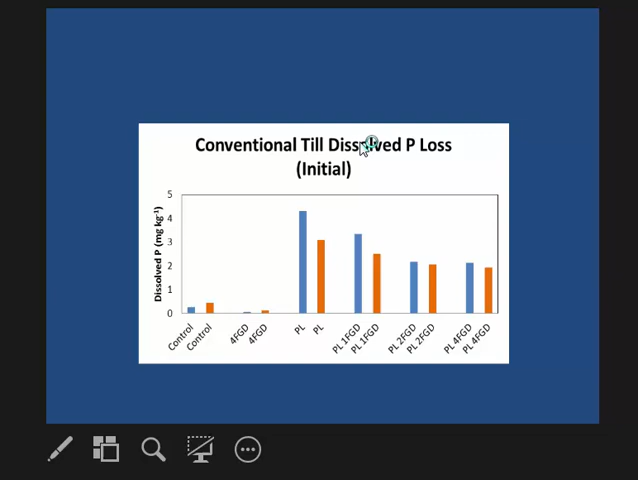 Conventional Till Dissolved P Loss
(Initial)
Dissolved P (mg kg-1)
5
4
3
2
1
0
Control
Control
4FGD
4FGD
PL
PL
PL 1FGD
PL 1FGD
PL 2FGD
PL 2FGD
PL 4FGD
PL 4FGD